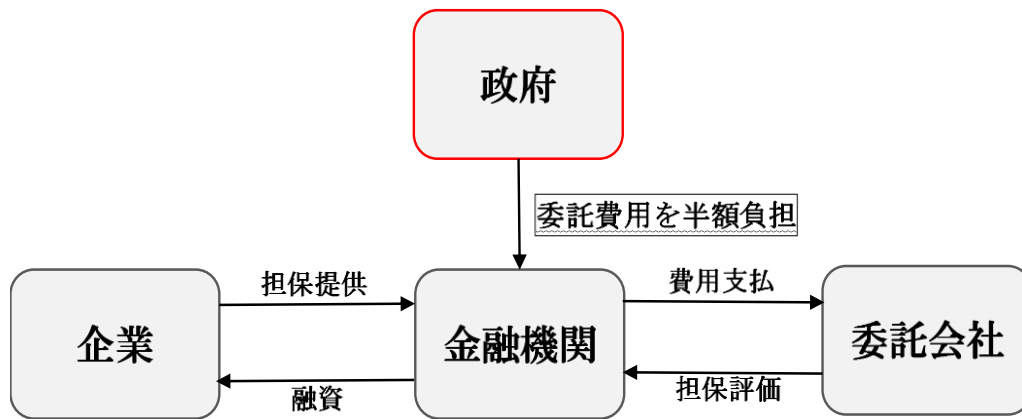 政府
委託費用を半額負担
担保提供
費用支払
企業
金融機関
委託会社
融資
担保評価